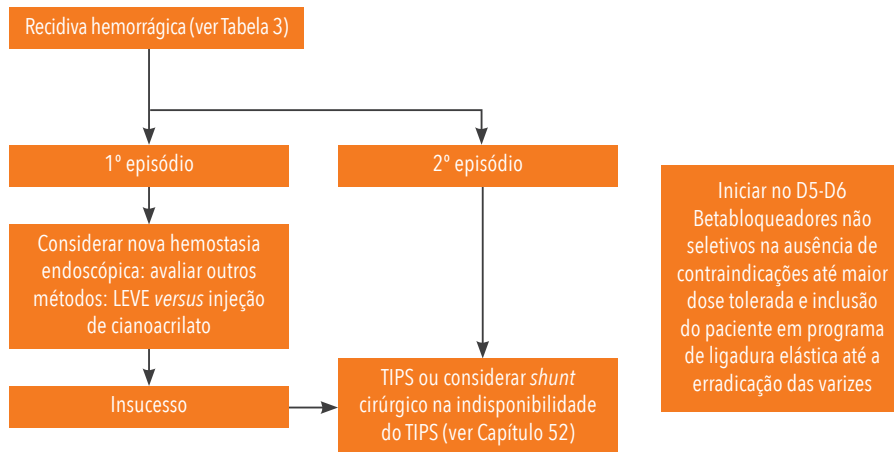 Recidiva hemorrágica (ver Tabela 3)
1º episódio
2º episódio
Considerar nova hemostasia
endoscópica: avaliar outros
métodos: LEVE versus injeção
de cianoacrilato
Insucesso
TIPS ou considerar shunt
cirúrgico na indisponibilidade
do TIPS (ver Capítulo 52)
Iniciar no D5-D6
Betabloqueadores não
seletivos na ausência de
contraindicações até maior
dose tolerada e inclusão
do paciente em programa
de ligadura elástica até a
erradicação das varizes